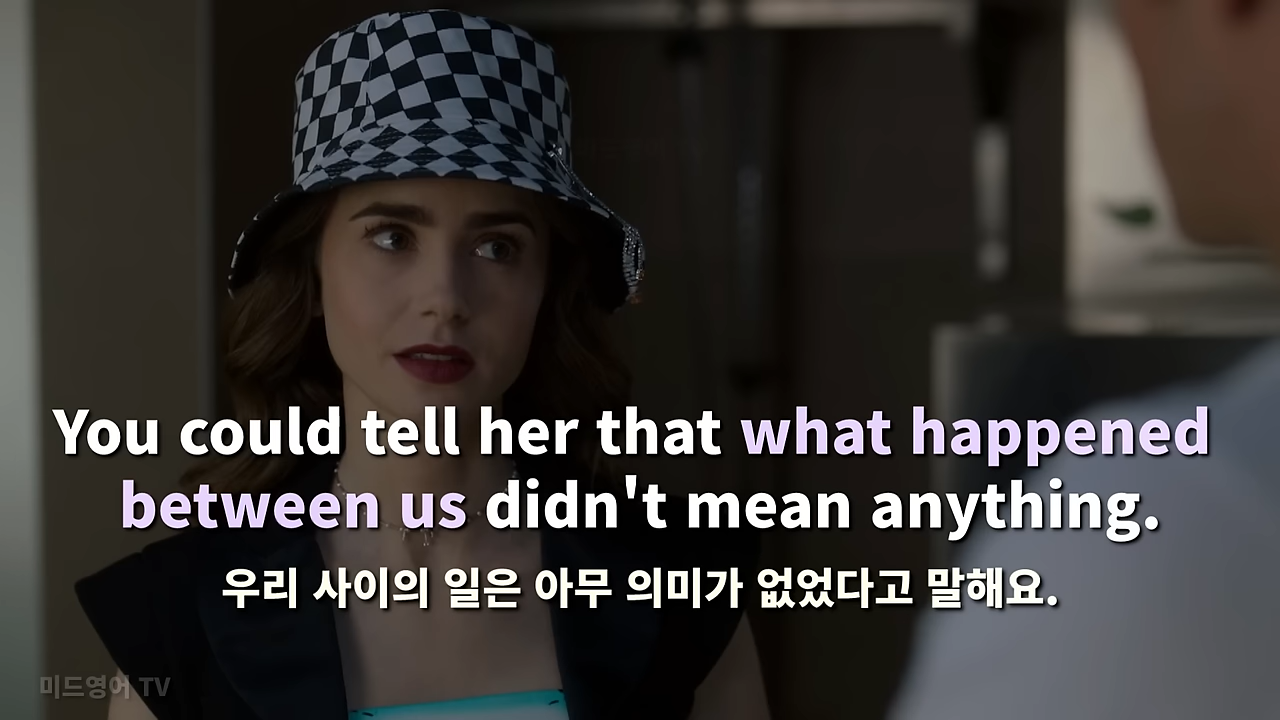 You could tell her that what happened
between us didn't mean anything.
우리 사이의 일은 아무 의미가 없었다고 말해요.
미드영어 TV